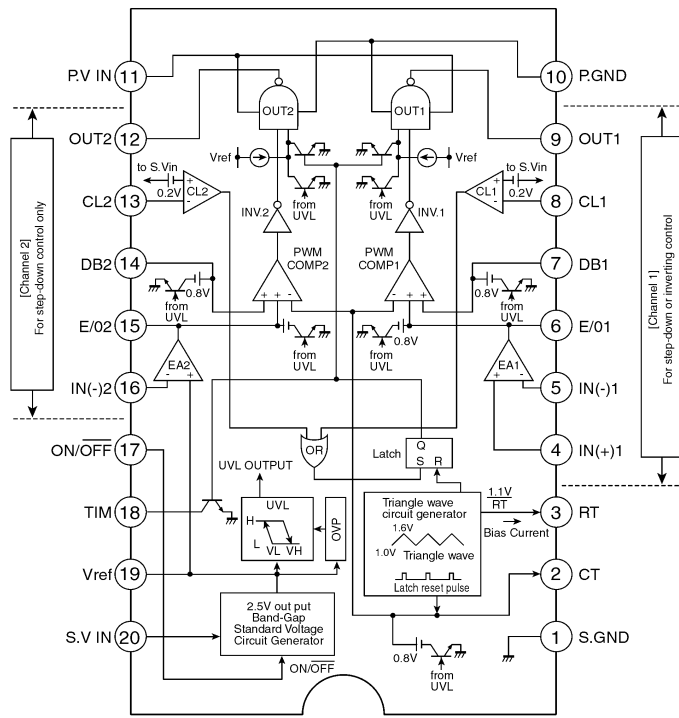 P.V IN 11
10 P.GND
OUT2
OUT1
OUT2 12
9 OUT1
Vref
Vref
to S.Vin
to S.Vin
from
UVL
from
UVL
+
-
CL2
CL1
+
-
0.2V
0.2V
CL2 13
8 CL1
INV.2
INV.1
[Channel 2]
For step-down control only
[Channel 1]
For step-down or inverting control
DB2 14
7 DB1
PWM
COMP2
PWM
COMP1
0.8V
from
UVL
+ + -
- + +
0.8V
from
UVL
E/02 15
6 E/01
from
UVL
0.8V
from
UVL
EA2
- +
EA1
+ -
IN(-)2 16
5 IN(-)1
ON/OFF 17
4 IN(+)1
OR
Latch
Q
S R
UVL OUTPUT
TIM 18
UVL
H
L VL VH
OVP
Triangle wave
circuit generator
1.6V
1.0V
Triangle wave
Latch reset pulse
1.1V
RT
Bias Current
3 RT
Vref 19
2 CT
2.5V out put
Band-Gap
Standard Voltage
Circuit Generator
S.V IN 20
1 S.GND
ON/OFF
0.8V
from
UVL